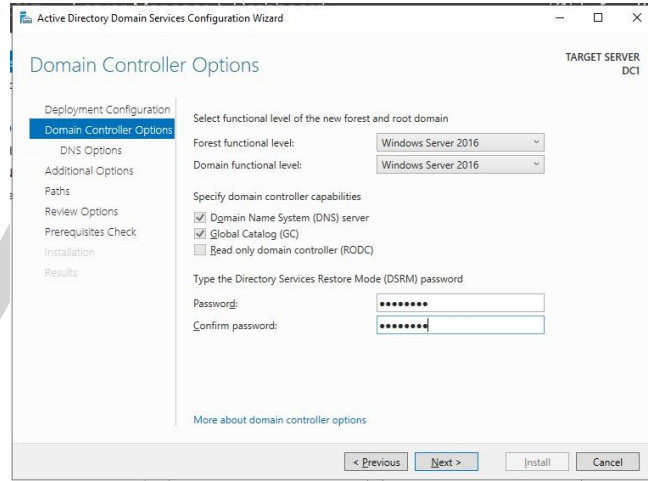 Active Directory Domain Services Configuration Wizard
Domain Controller Options
TARGET SERVER
DC1
Deployment Configuration
Domain Controller Options
DNS Options
Additional Options
Paths
Review Options
Prerequisites Check
Installation
Results
Select functional level of the new forest and root domain
Forest functional level: Windows Server 2016
Domain functional level: Windows Server 2016
Specify domain controller capabilities
Domain Name System (DNS) server
Global Catalog (GC)
Read only domain controller (RODC)
Type the Directory Services Restore Mode (DSRM) password
Password: ●●●●●●●●
Confirm password: ●●●●●●●●
More about domain controller options
< Previous Next > Install Cancel